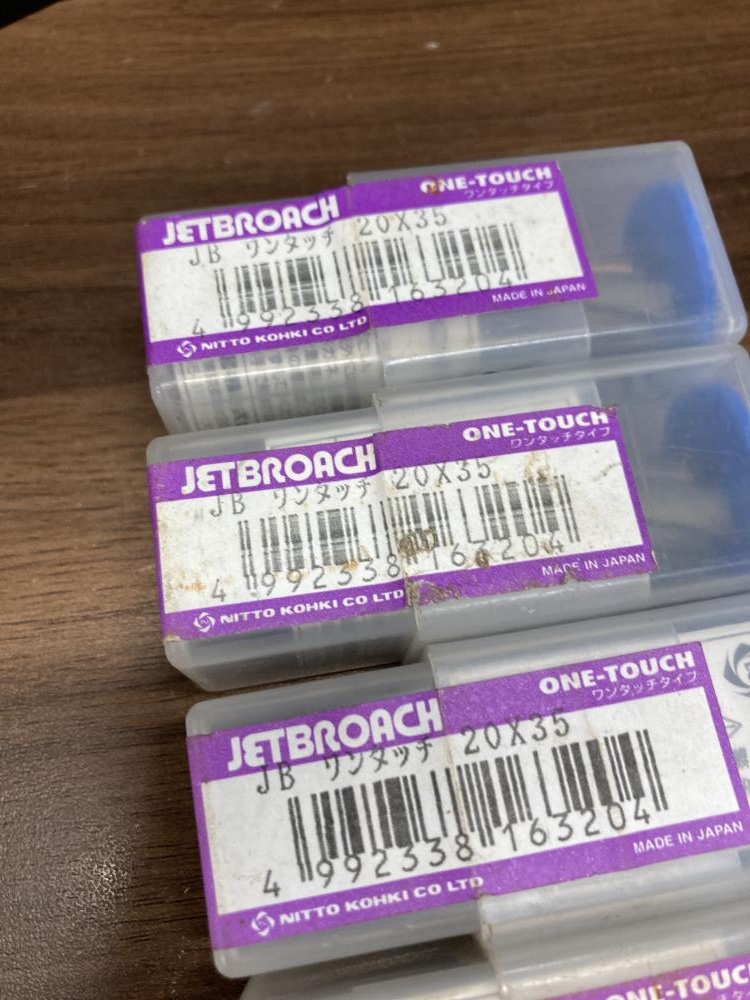 ONE-TOUCH
ワンタッチタイプ
JETBROACH
JB ワンタッチ 20X35
4 992338 163204
MADE IN JAPAN
NITTO KOHKI CO LTD
ONE-TOUCH
ワンタッチタイプ
JETBROACH
JB ワンタッチ 20X35
4 992338 163204
MADE IN JAPAN
NITTO KOHKI CO LTD
ONE-TOUCH
ワンタッチタイプ
JETBROACH
JB ワンタッチ 20X35
4 992338 163204
MADE IN JAPAN
NITTO KOHKI CO LTD
ONE-TOUCH